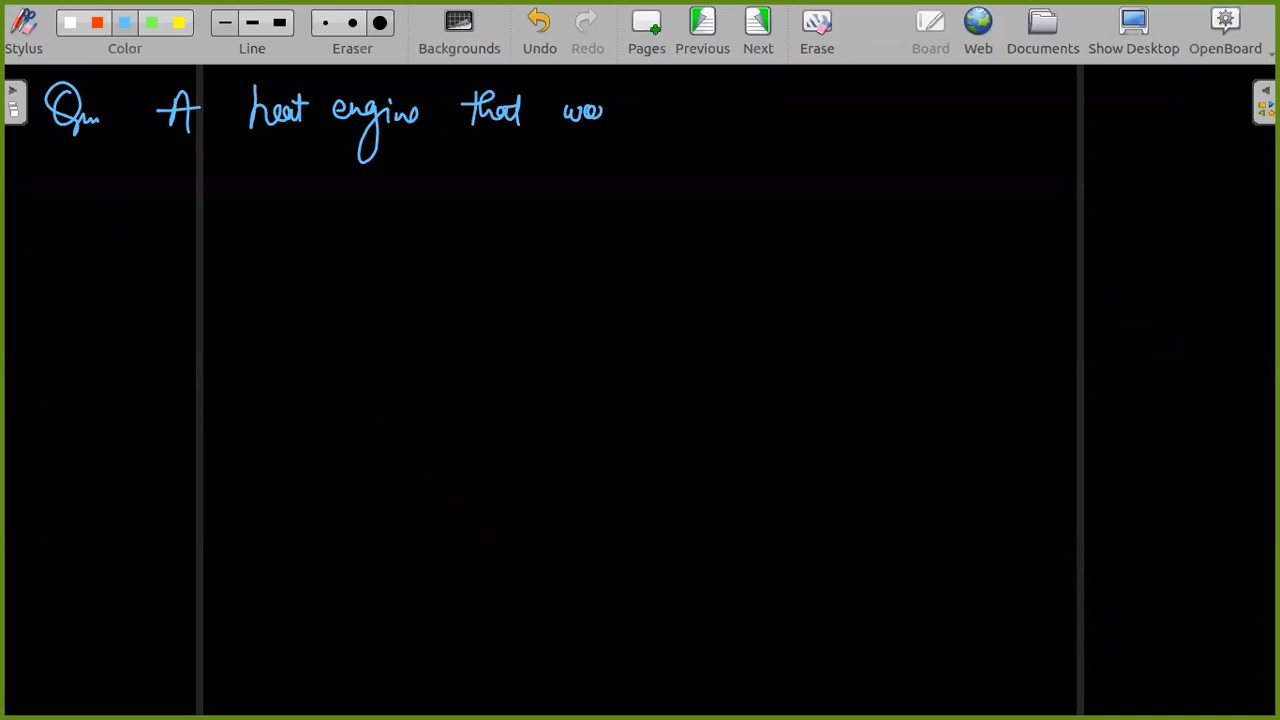 Stylus Color Line Eraser Backgrounds Undo Redo Pages Previous Next Erase Board Web Documents Show Desktop OpenBoard
Qn A heat engine that